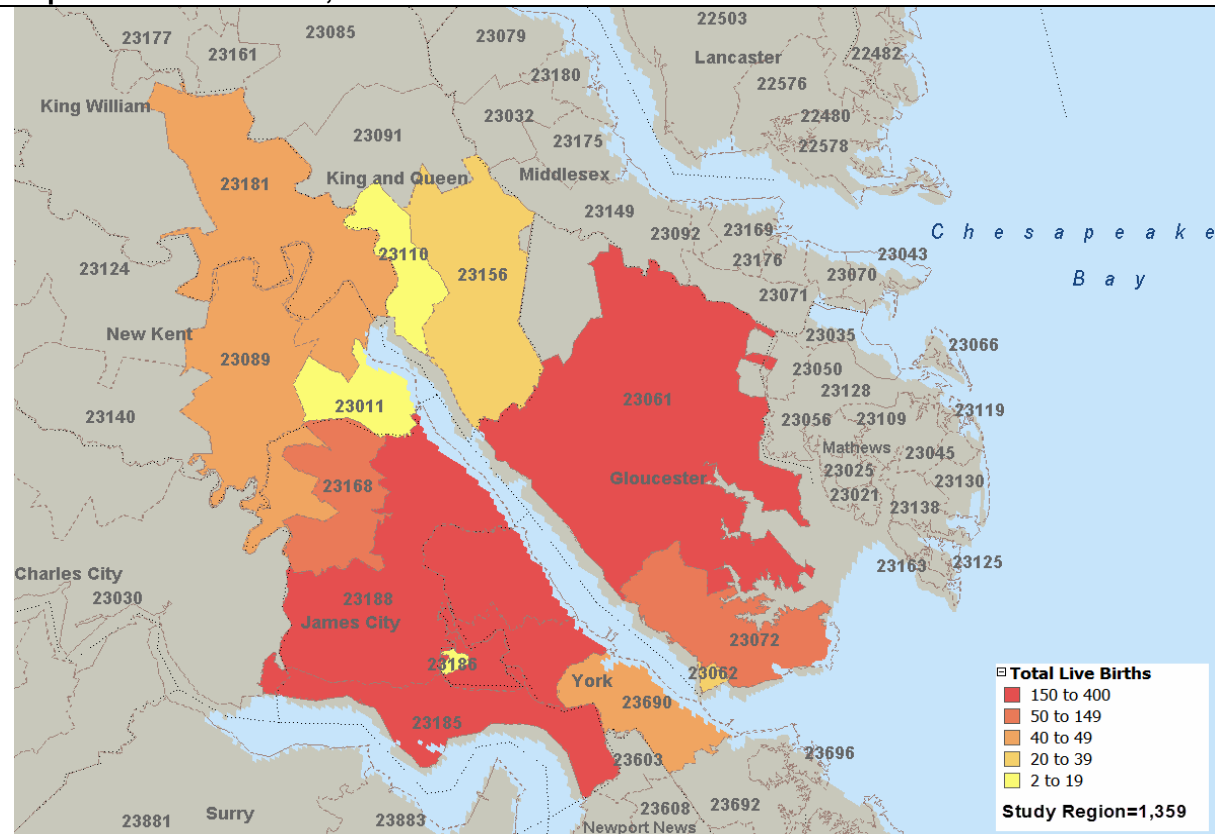 23177
23161
23085
23079
22503
Lancaster
22482
23180
22576
King William
23091
23032
22480
23175
22578
23181
King and Queen
Middlesex
23149
23092
23169
Chesapeake
23110
23176
23043
23124
23156
23070
Bay
23071
New Kent
23035
23066
23089
23050
23128
23011
23061
23119
23140
23056
23109
Mathews
23045
23168
Gloucester
23025
23130
23021
23138
23163
23125
Charles City
23030
23188
James City
23072
23186
23062
York
23690
23185
23603
23696
Surry
23608
23692
23881
23883
Newport News
Total Live Births
150 to 400
50 to 149
40 to 49
20 to 39
2 to 19
Study Region=1,359